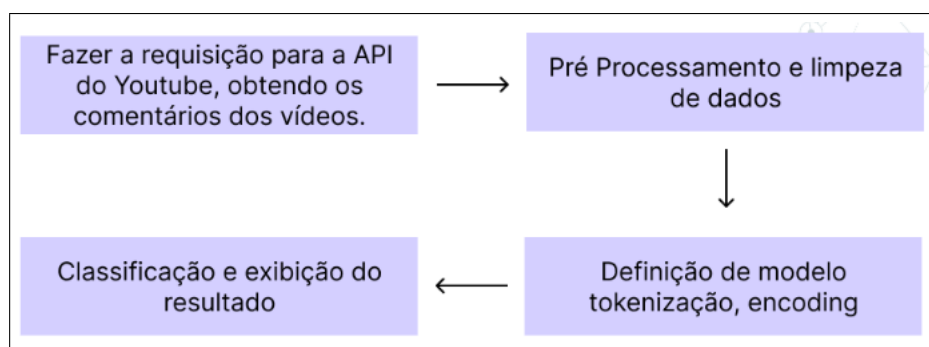 Fazer a requisição para a API
do Youtube, obtendo os
comentários dos vídeos.
Pré Processamento e limpeza
de dados
Definição de modelo
tokenização, encoding
Classificação e exibição do
resultado